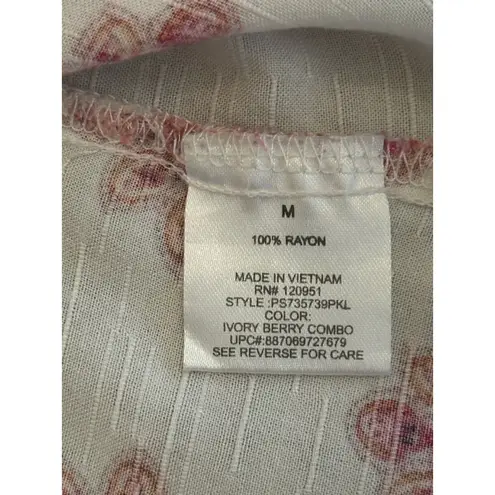 M
100% RAYON
MADE IN VIETNAM
RN# 120951
STYLE :PS735739PKL
COLOR:
IVORY BERRY COMBO
UPC#:887069727679
SEE REVERSE FOR CARE